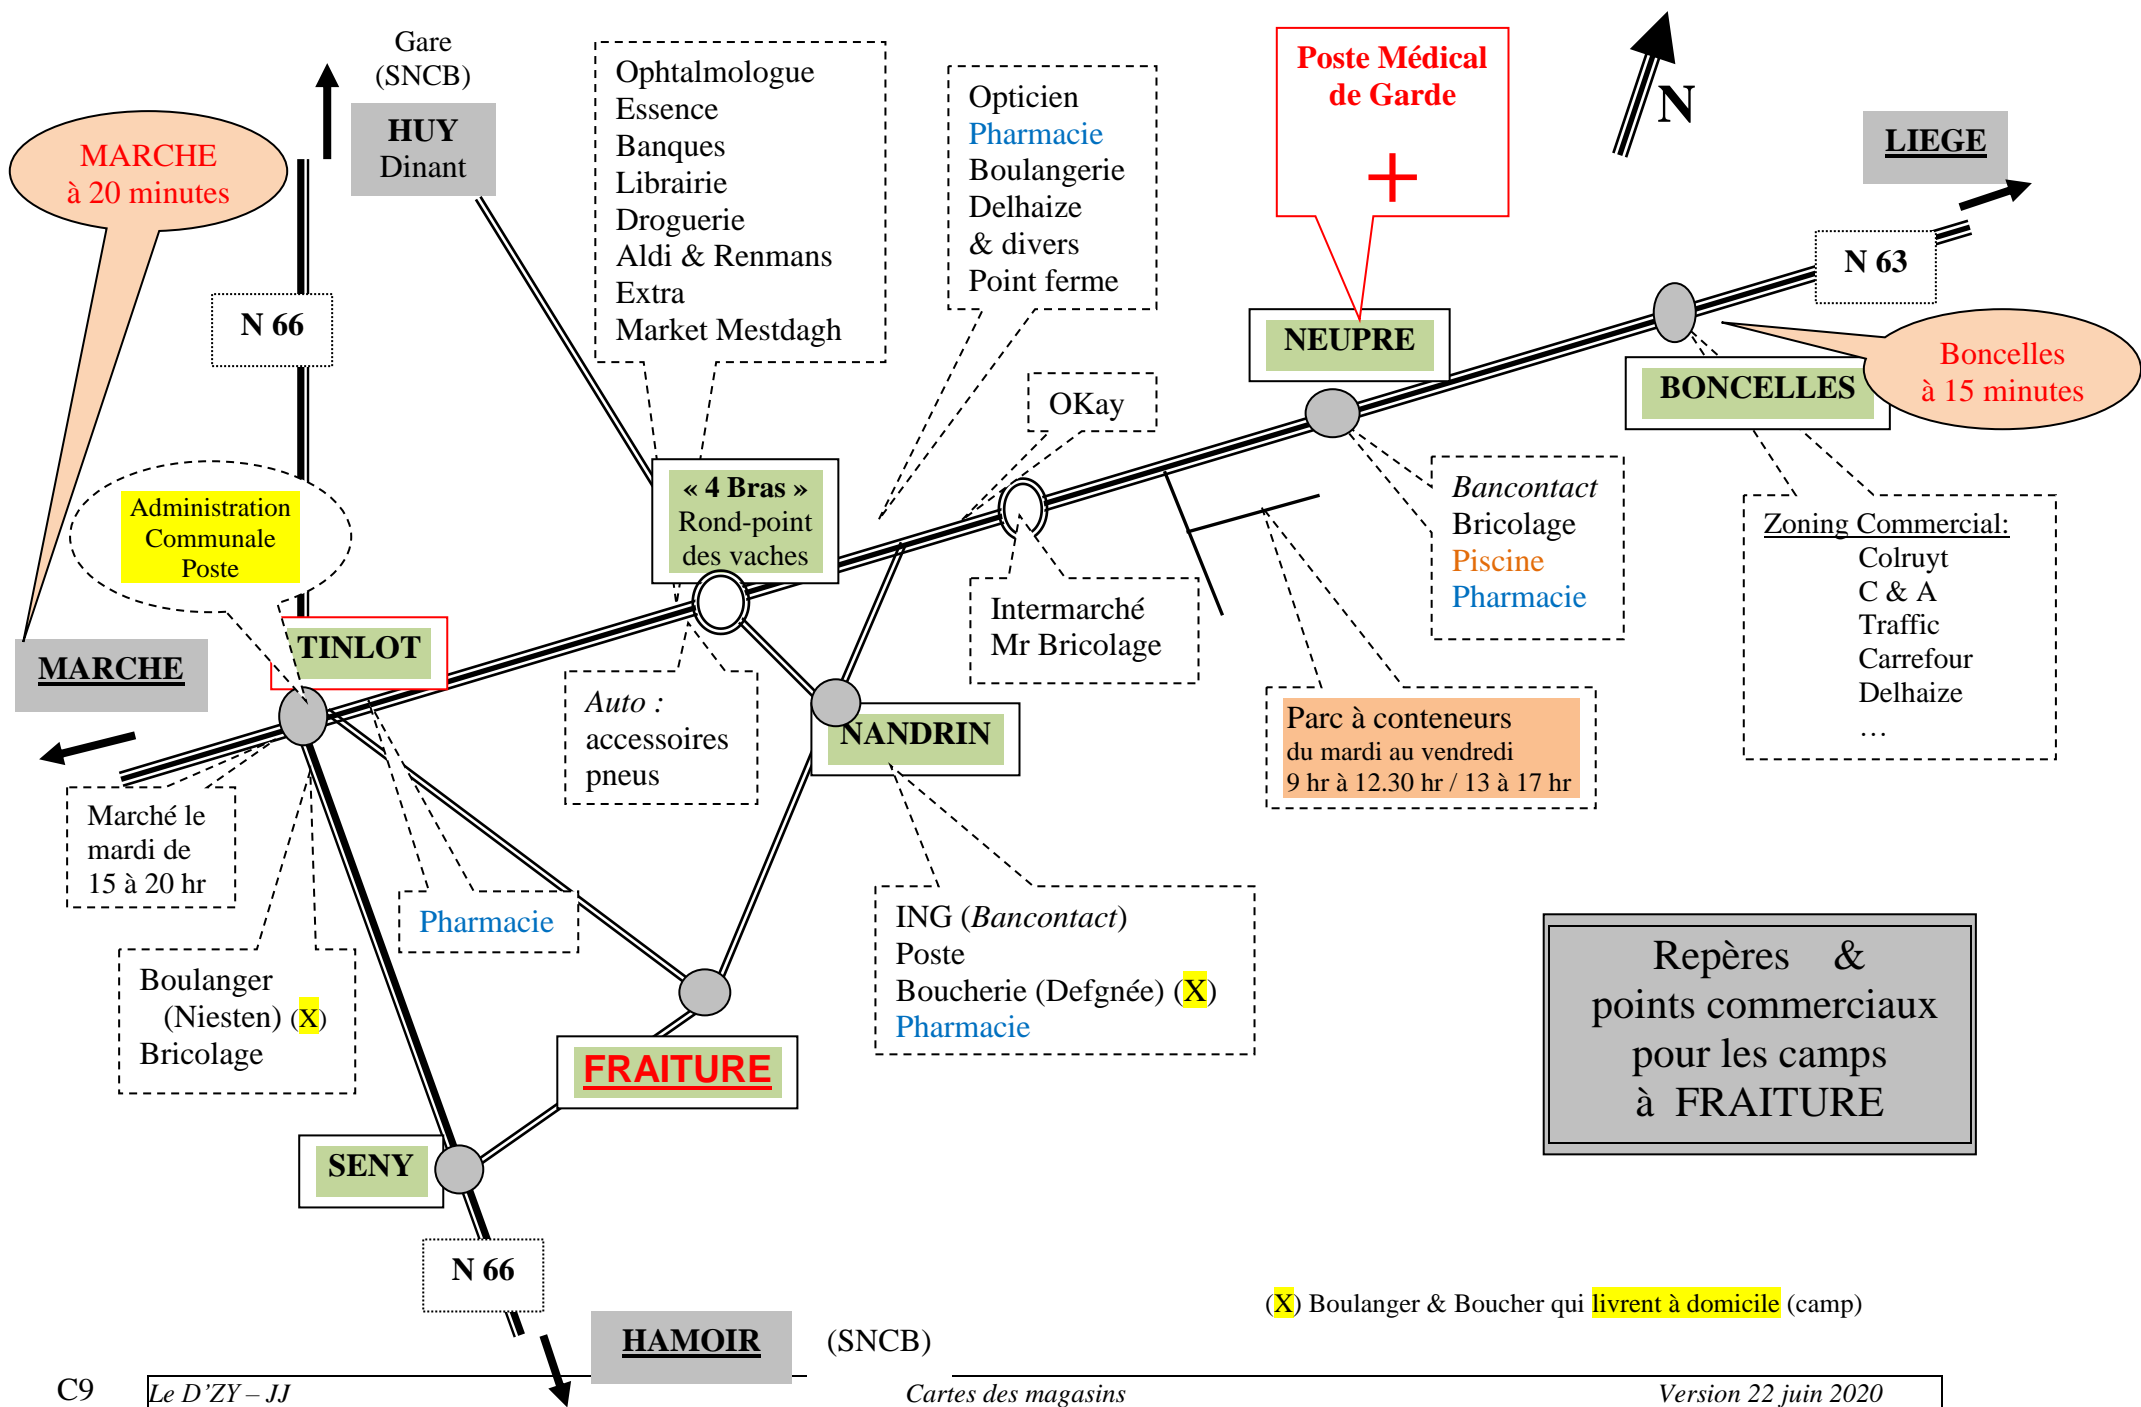 Gare
(SNCB)
HUY
Dinant
MARCHE
à 20 minutes
N 66
Ophtalmologue
Essence
Banques
Librairie
Droguerie
Aldi & Renmans
Extra
Market Mestdagh
Opticien
Pharmacie
Boulangerie
Delhaize
& divers
Point ferme
Poste Médical
de Garde
N
LIEGE
N 63
NEUPRE
BONCELLES
Boncelles
à 15 minutes
OKay
« 4 Bras »
Rond-point
des vaches
Administration
Communale
Poste
TINLOT
MARCHE
Bancontact
Bricolage
Piscine
Pharmacie
Zoning Commercial:
Colruyt
C & A
Traffic
Carrefour
Delhaize
…
Intermarché
Mr Bricolage
Auto :
accessoires
pneus
NANDRIN
Parc à conteneurs
du mardi au vendredi
9 hr à 12.30 hr / 13 à 17 hr
Marché le
mardi de
15 à 20 hr
Pharmacie
Boulanger
(Niesten) (X)
Bricolage
ING (Bancontact)
Poste
Boucherie (Defgnée) (X)
Pharmacie
FRAITURE
Repères &
points commerciaux
pour les camps
à FRAITURE
SENY
N 66
HAMOIR
(SNCB)
(X) Boulanger & Boucher qui livrent à domicile (camp)
C9
Le D'ZY – JJ
Cartes des magasins
Version 22 juin 2020